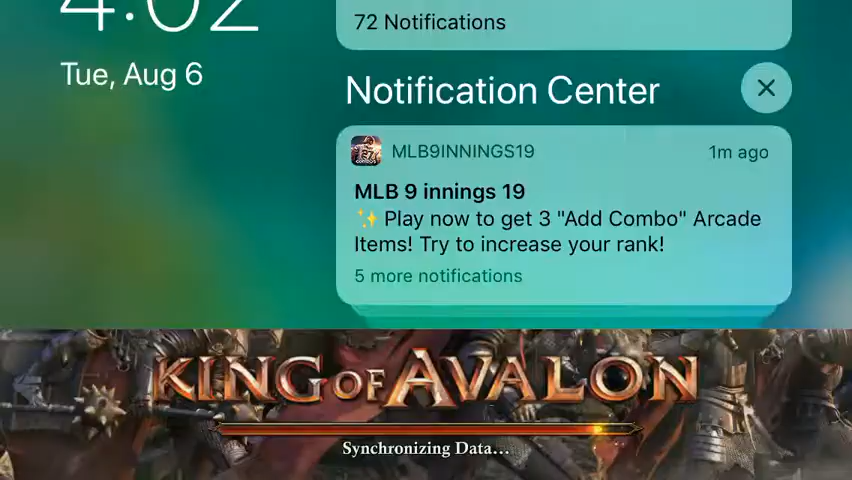 4:02
Tue, Aug 6
72 Notifications
Notification Center
MLB9INNINGS19
1m ago
MLB 9 innings 19
✨Play now to get 3 "Add Combo" Arcade
Items! Try to increase your rank!
5 more notifications
KING OF AVALON
Synchronizing Data...